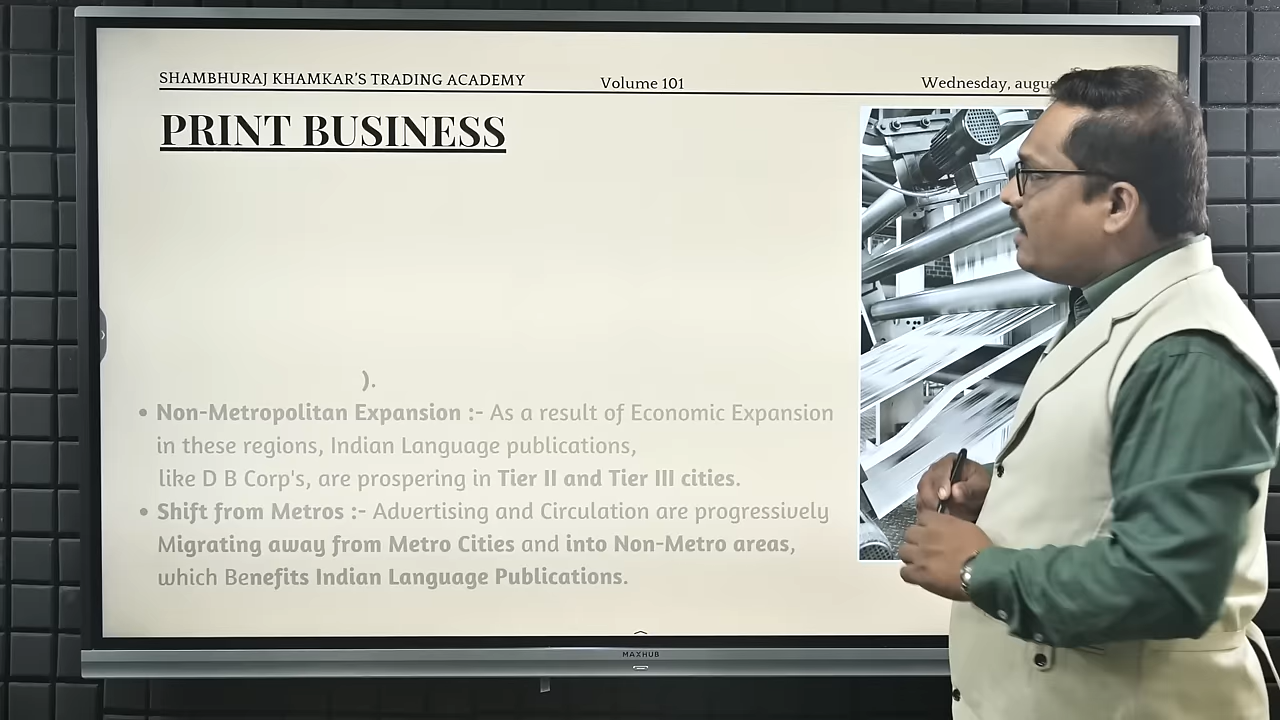 SHAMBHURAJ KHAMKAR'S TRADING ACADEMY Volume 101 Wednesday,
PRINT BUSINESS
).
• Non-Metropolitan Expansion :- As a result of Economic Expansion
in these regions, Indian Language publications,
like D B Corp's, are prospering in Tier II and Tier III cities.
• Shift from Metros :- Advertising and Circulation are progressively
Migrating away from Metro Cities and into Non-Metro areas,
which Benefits Indian Language Publications.
MAXHUB